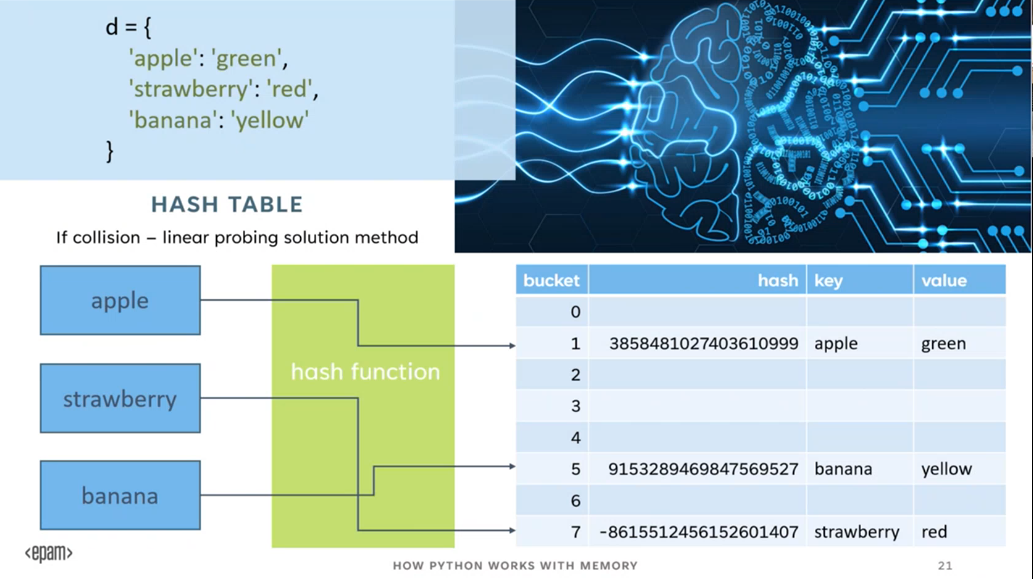 d = {
'apple': 'green',
'strawberry': 'red',
'banana': 'yellow'
}
HASH TABLE
If collision – linear probing solution method
apple
strawberry
banana
hash function
bucket hash key value
0
1 3858481027403610999 apple green
2
3
4
5 9153289469847569527 banana yellow
6
7 -8615512456152601407 strawberry red
<epam>
HOW PYTHON WORKS WITH MEMORY
21